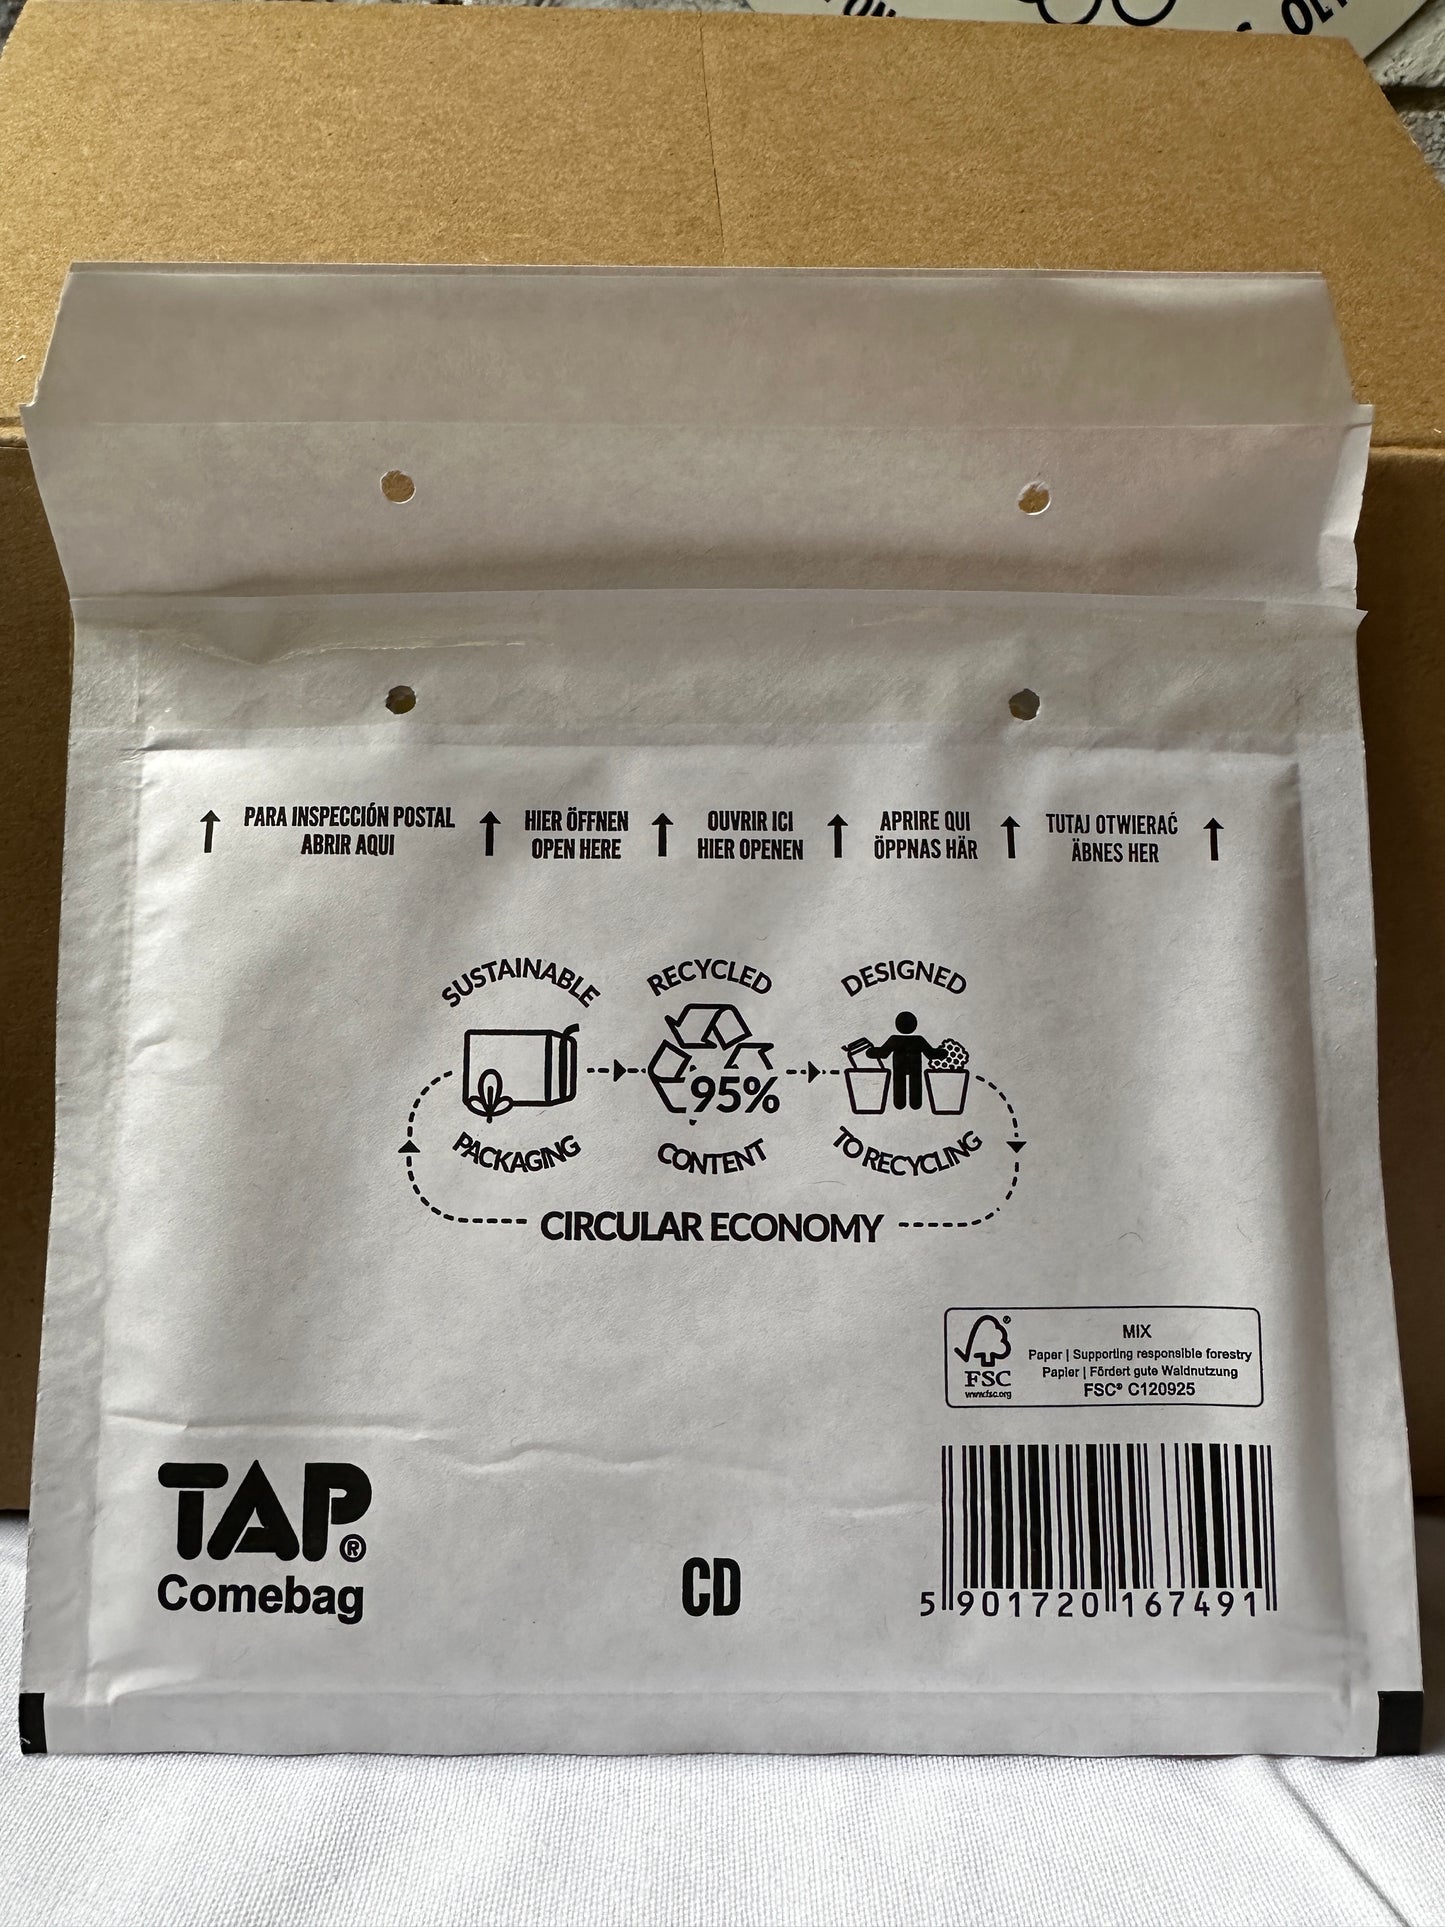 PARA INSPECCIÓN POSTAL
ABRIR AQUI
HIER ÖFFNEN
OPEN HERE
OUVRIR ICI
HIER OPENEN
APRIRE QUI
ÖPPNAS HÄR
TUTAJ OTWIERAĆ
ÄBNES HER
SUSTAINABLE
PACKAGING
RECYCLED
95%
CONTENT
DESIGNED
TO RECYCLING
CIRCULAR ECONOMY
FSC®
www.fsc.org
MIX
Paper | Supporting responsible forestry
Papier | Fördert gute Waldnutzung
FSC® C120925
TAP®
Comebag
CD
5 901720 167491